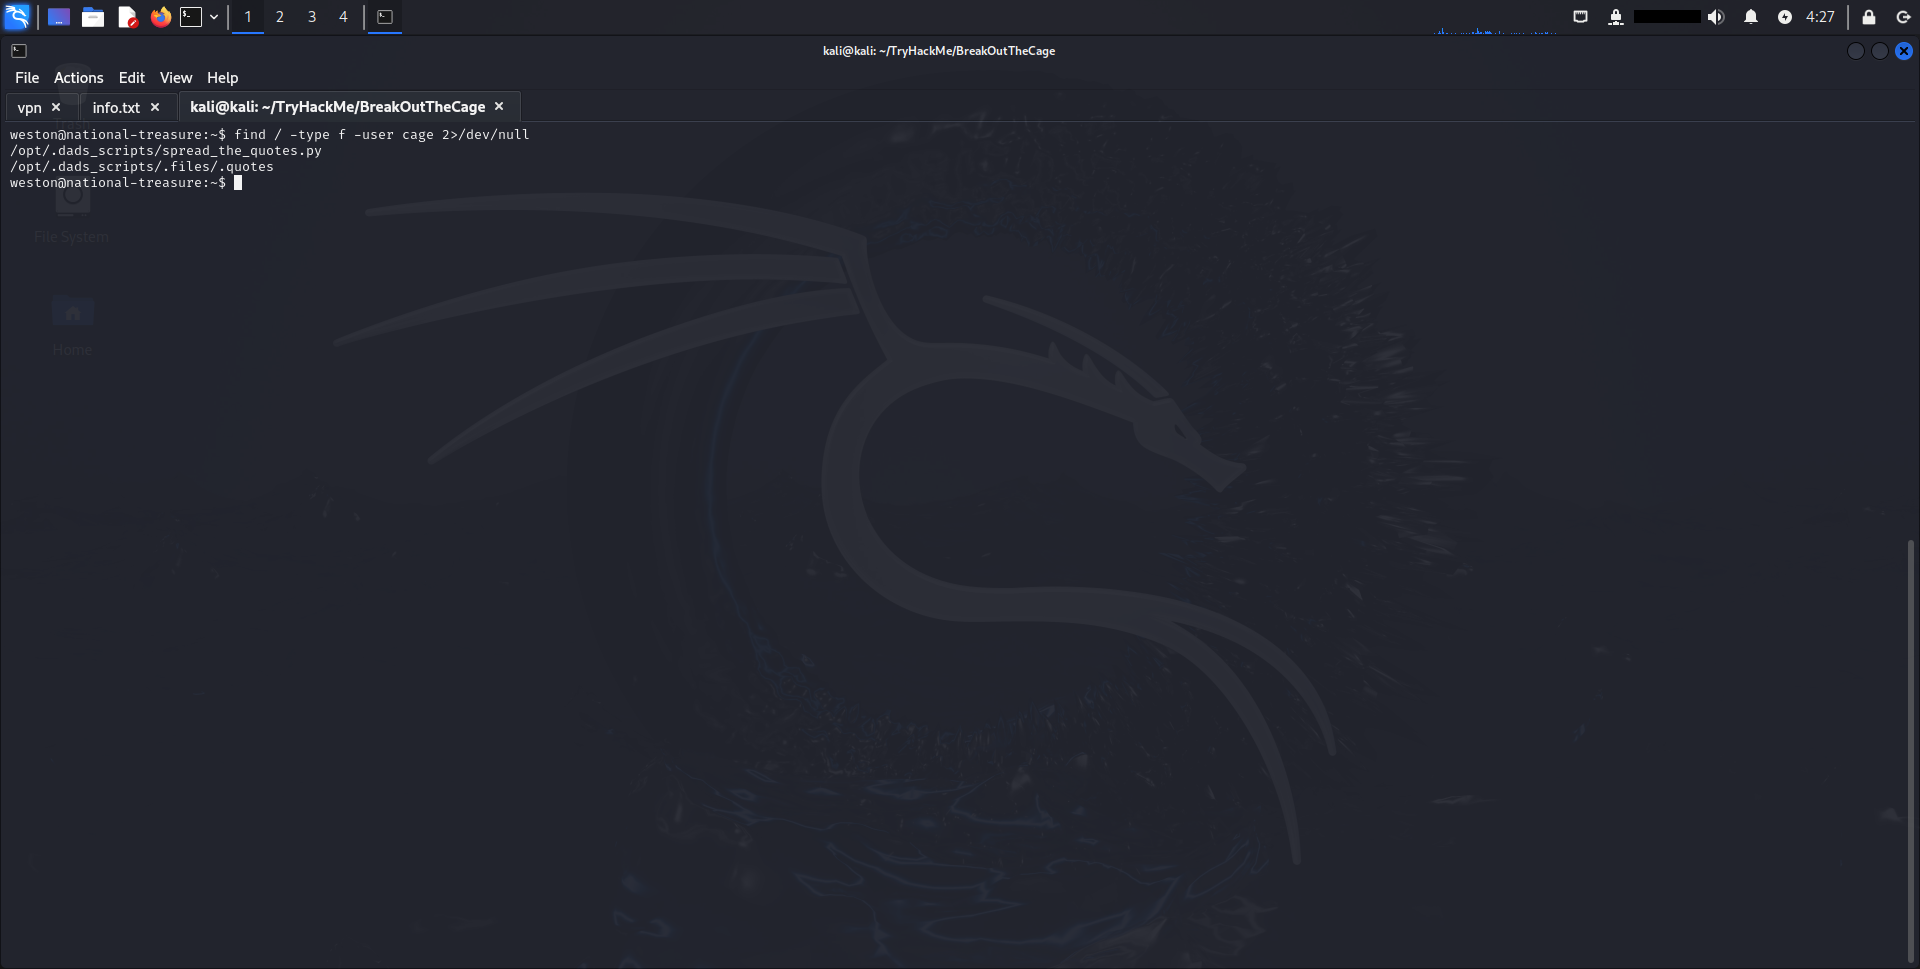 1 2 3 4
4:27
kali@kali: ~/TryHackMe/BreakOutTheCage
File Actions Edit View Help
vpn info.txt kali@kali: ~/TryHackMe/BreakOutTheCage
Trash
weston@national-treasure:~$ find / -type f -user cage 2>/dev/null
/opt/.dads_scripts/spread_the_quotes.py
/opt/.dads_scripts/.files/.quotes
weston@national-treasure:~$
File System
Home